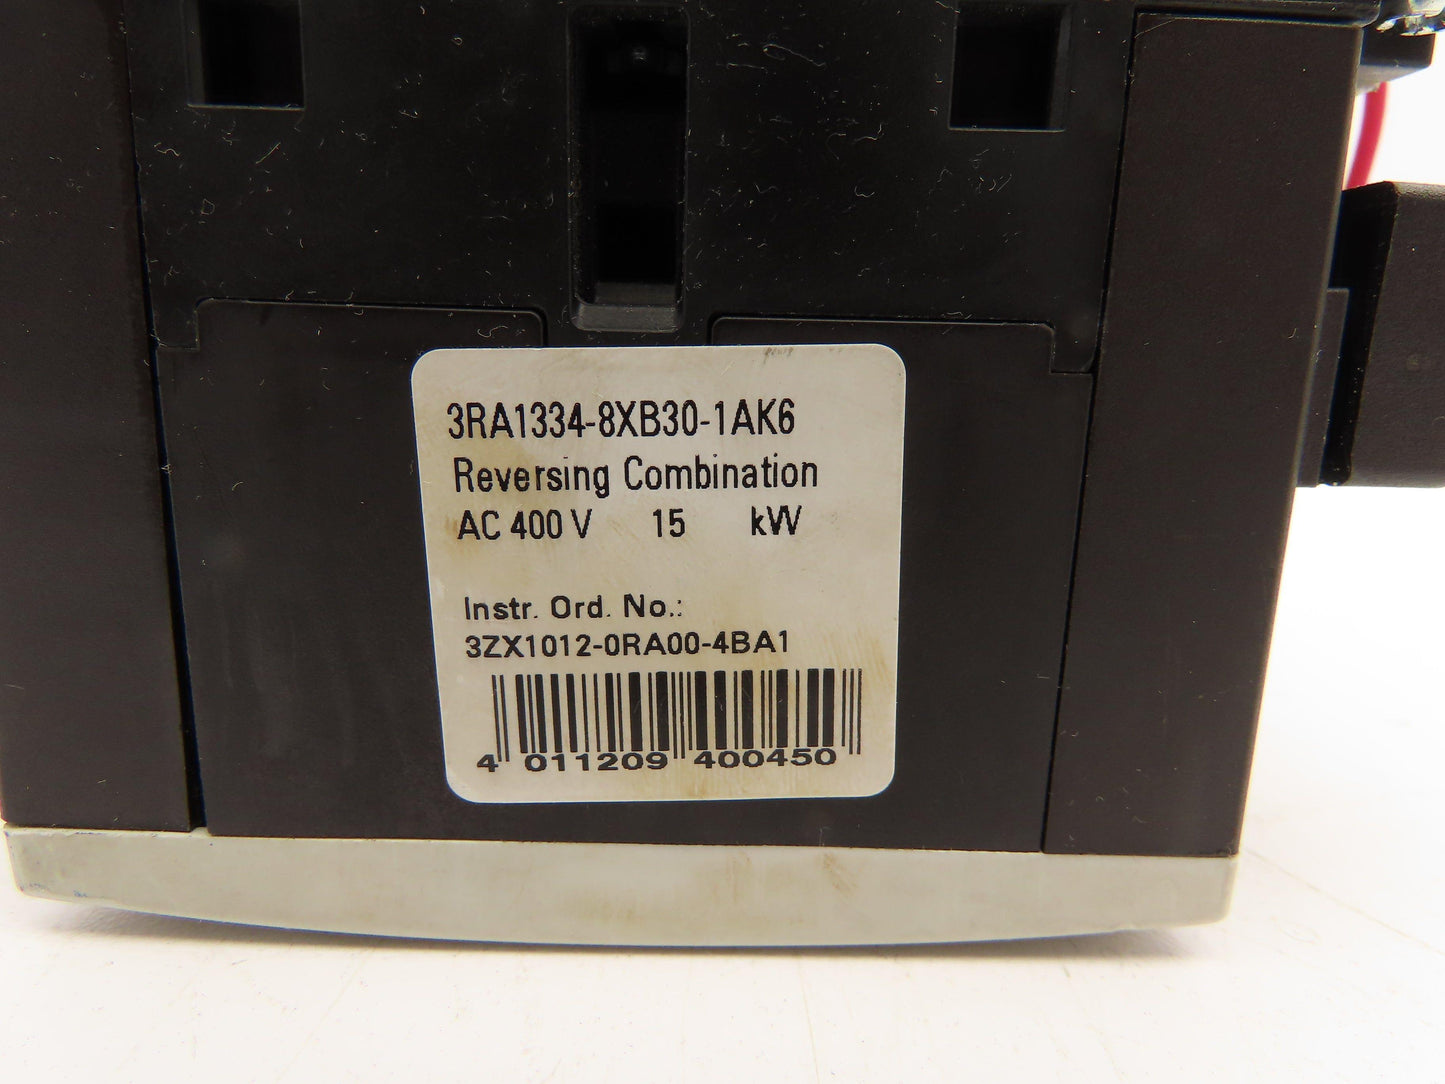 3RA1334-8XB30-1AK6
Reversing Combination
AC 400 V 15 kW
Instr. Ord. No.:
3ZX1012-0RA00-4BA1
4 011209 400450